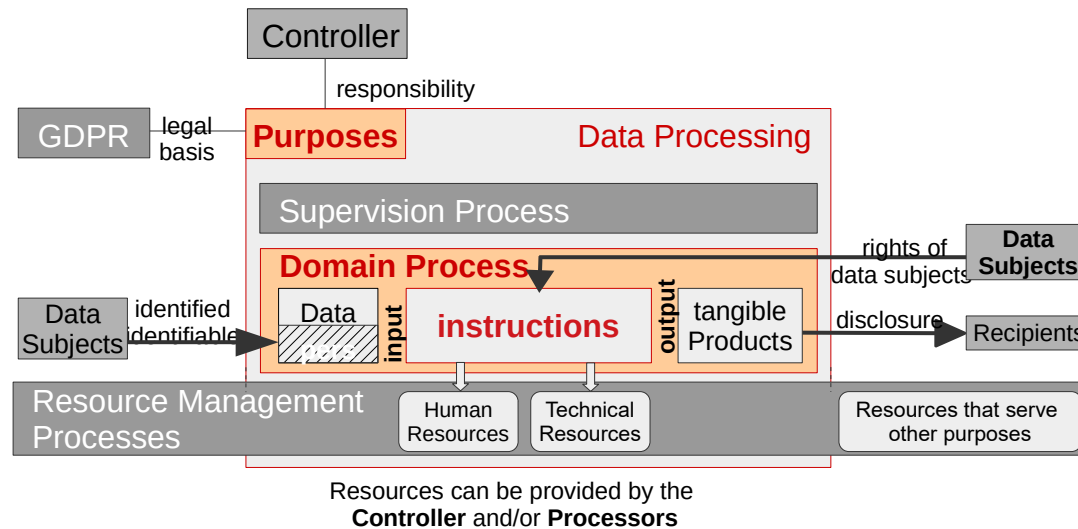 Controller
responsibility
GDPR
legal
basis
Purposes
Data Processing
Supervision Process
Data
Subjects
rights of
data subjects
Domain Process
Data
Subjects
identified
identifiable
Data
input
instructions
output
tangible
Products
disclosure
Recipients
Resource Management
Processes
Human
Resources
Technical
Resources
Resources that serve
other purposes
Resources can be provided by the
Controller and/or Processors